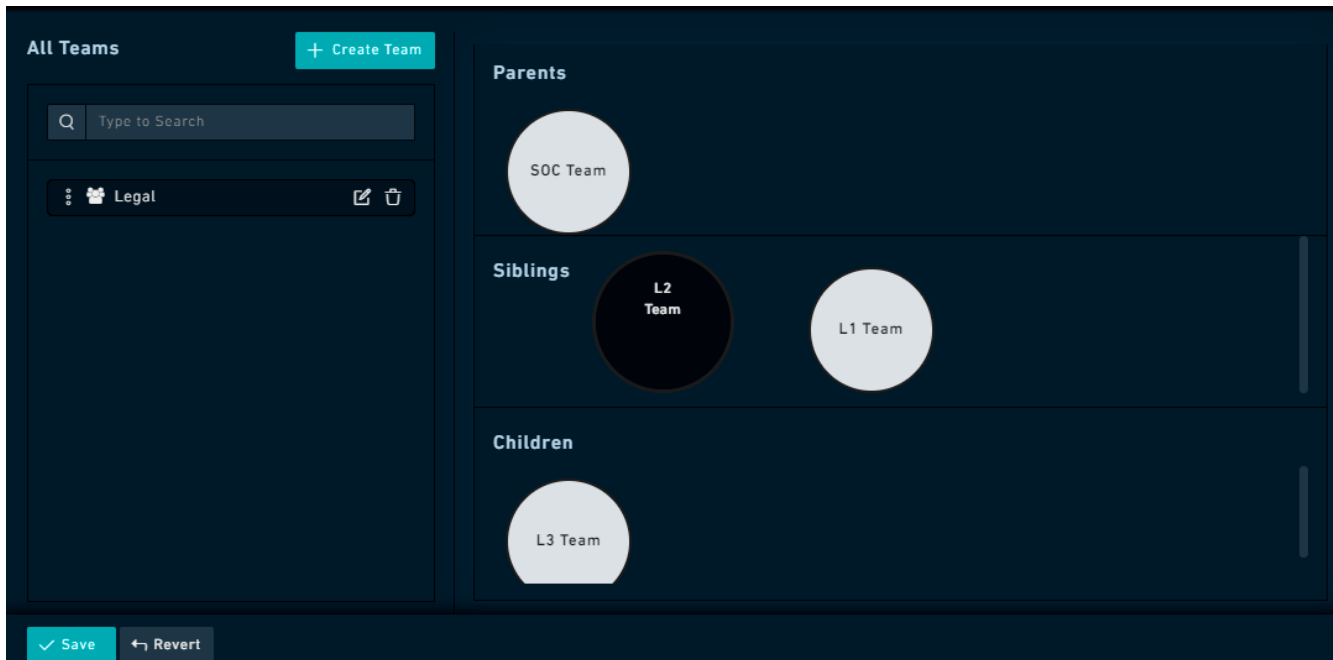 All Teams
Create Team
Type to Search
Legal
Parents
SOC Team
Siblings
L2
Team
L1 Team
Children
L3 Team
Save
Revert